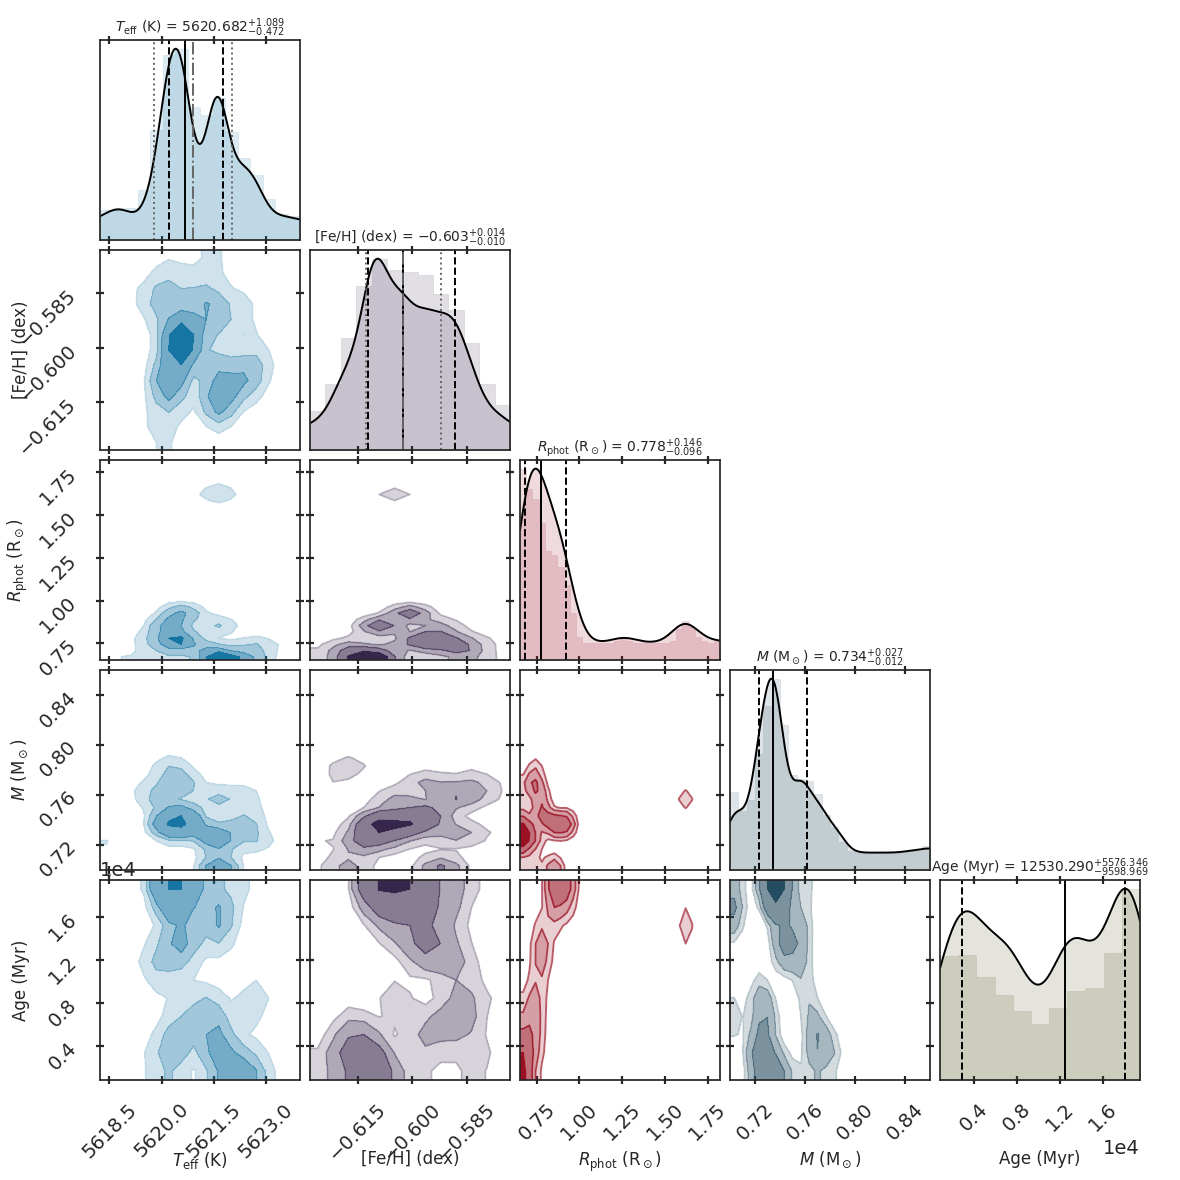 T_eff (K) = 5620.682 +1.089 −0.472
[Fe/H] (dex) = −0.603 +0.014 −0.010
[Fe/H] (dex)
−0.585
−0.600
−0.615
R_phot (R⊙) = 0.778 +0.146 −0.096
R_phot (R⊙)
1.75
1.50
1.25
1.00
0.75
M (M⊙) = 0.734 +0.027 −0.012
M (M⊙)
0.84
0.80
0.76
0.72
1e4
Age (Myr) = 12530.290 +5576.346 −9598.969
Age (Myr)
1.6
1.2
0.8
0.4
5618.5 5620.0 5621.5 5623.0
−0.615 −0.600 −0.585
0.75 1.00 1.25 1.50 1.75
0.72 0.76 0.80 0.84
0.4 0.8 1.2 1.6
1e4
T_eff (K) [Fe/H] (dex) R_phot (R⊙) M (M⊙) Age (Myr)